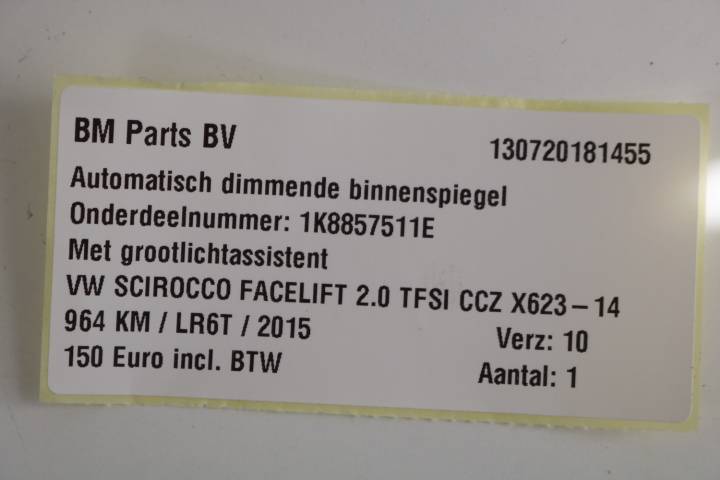 BM Parts BV 130720181455
Automatisch dimmende binnenspiegel
Onderdeelnummer: 1K8857511E
Met grootlichtassistent
VW SCIROCCO FACELIFT 2.0 TFSI CCZ X623-14
964 KM / LR6T / 2015 Verz: 10
150 Euro incl. BTW Aantal: 1